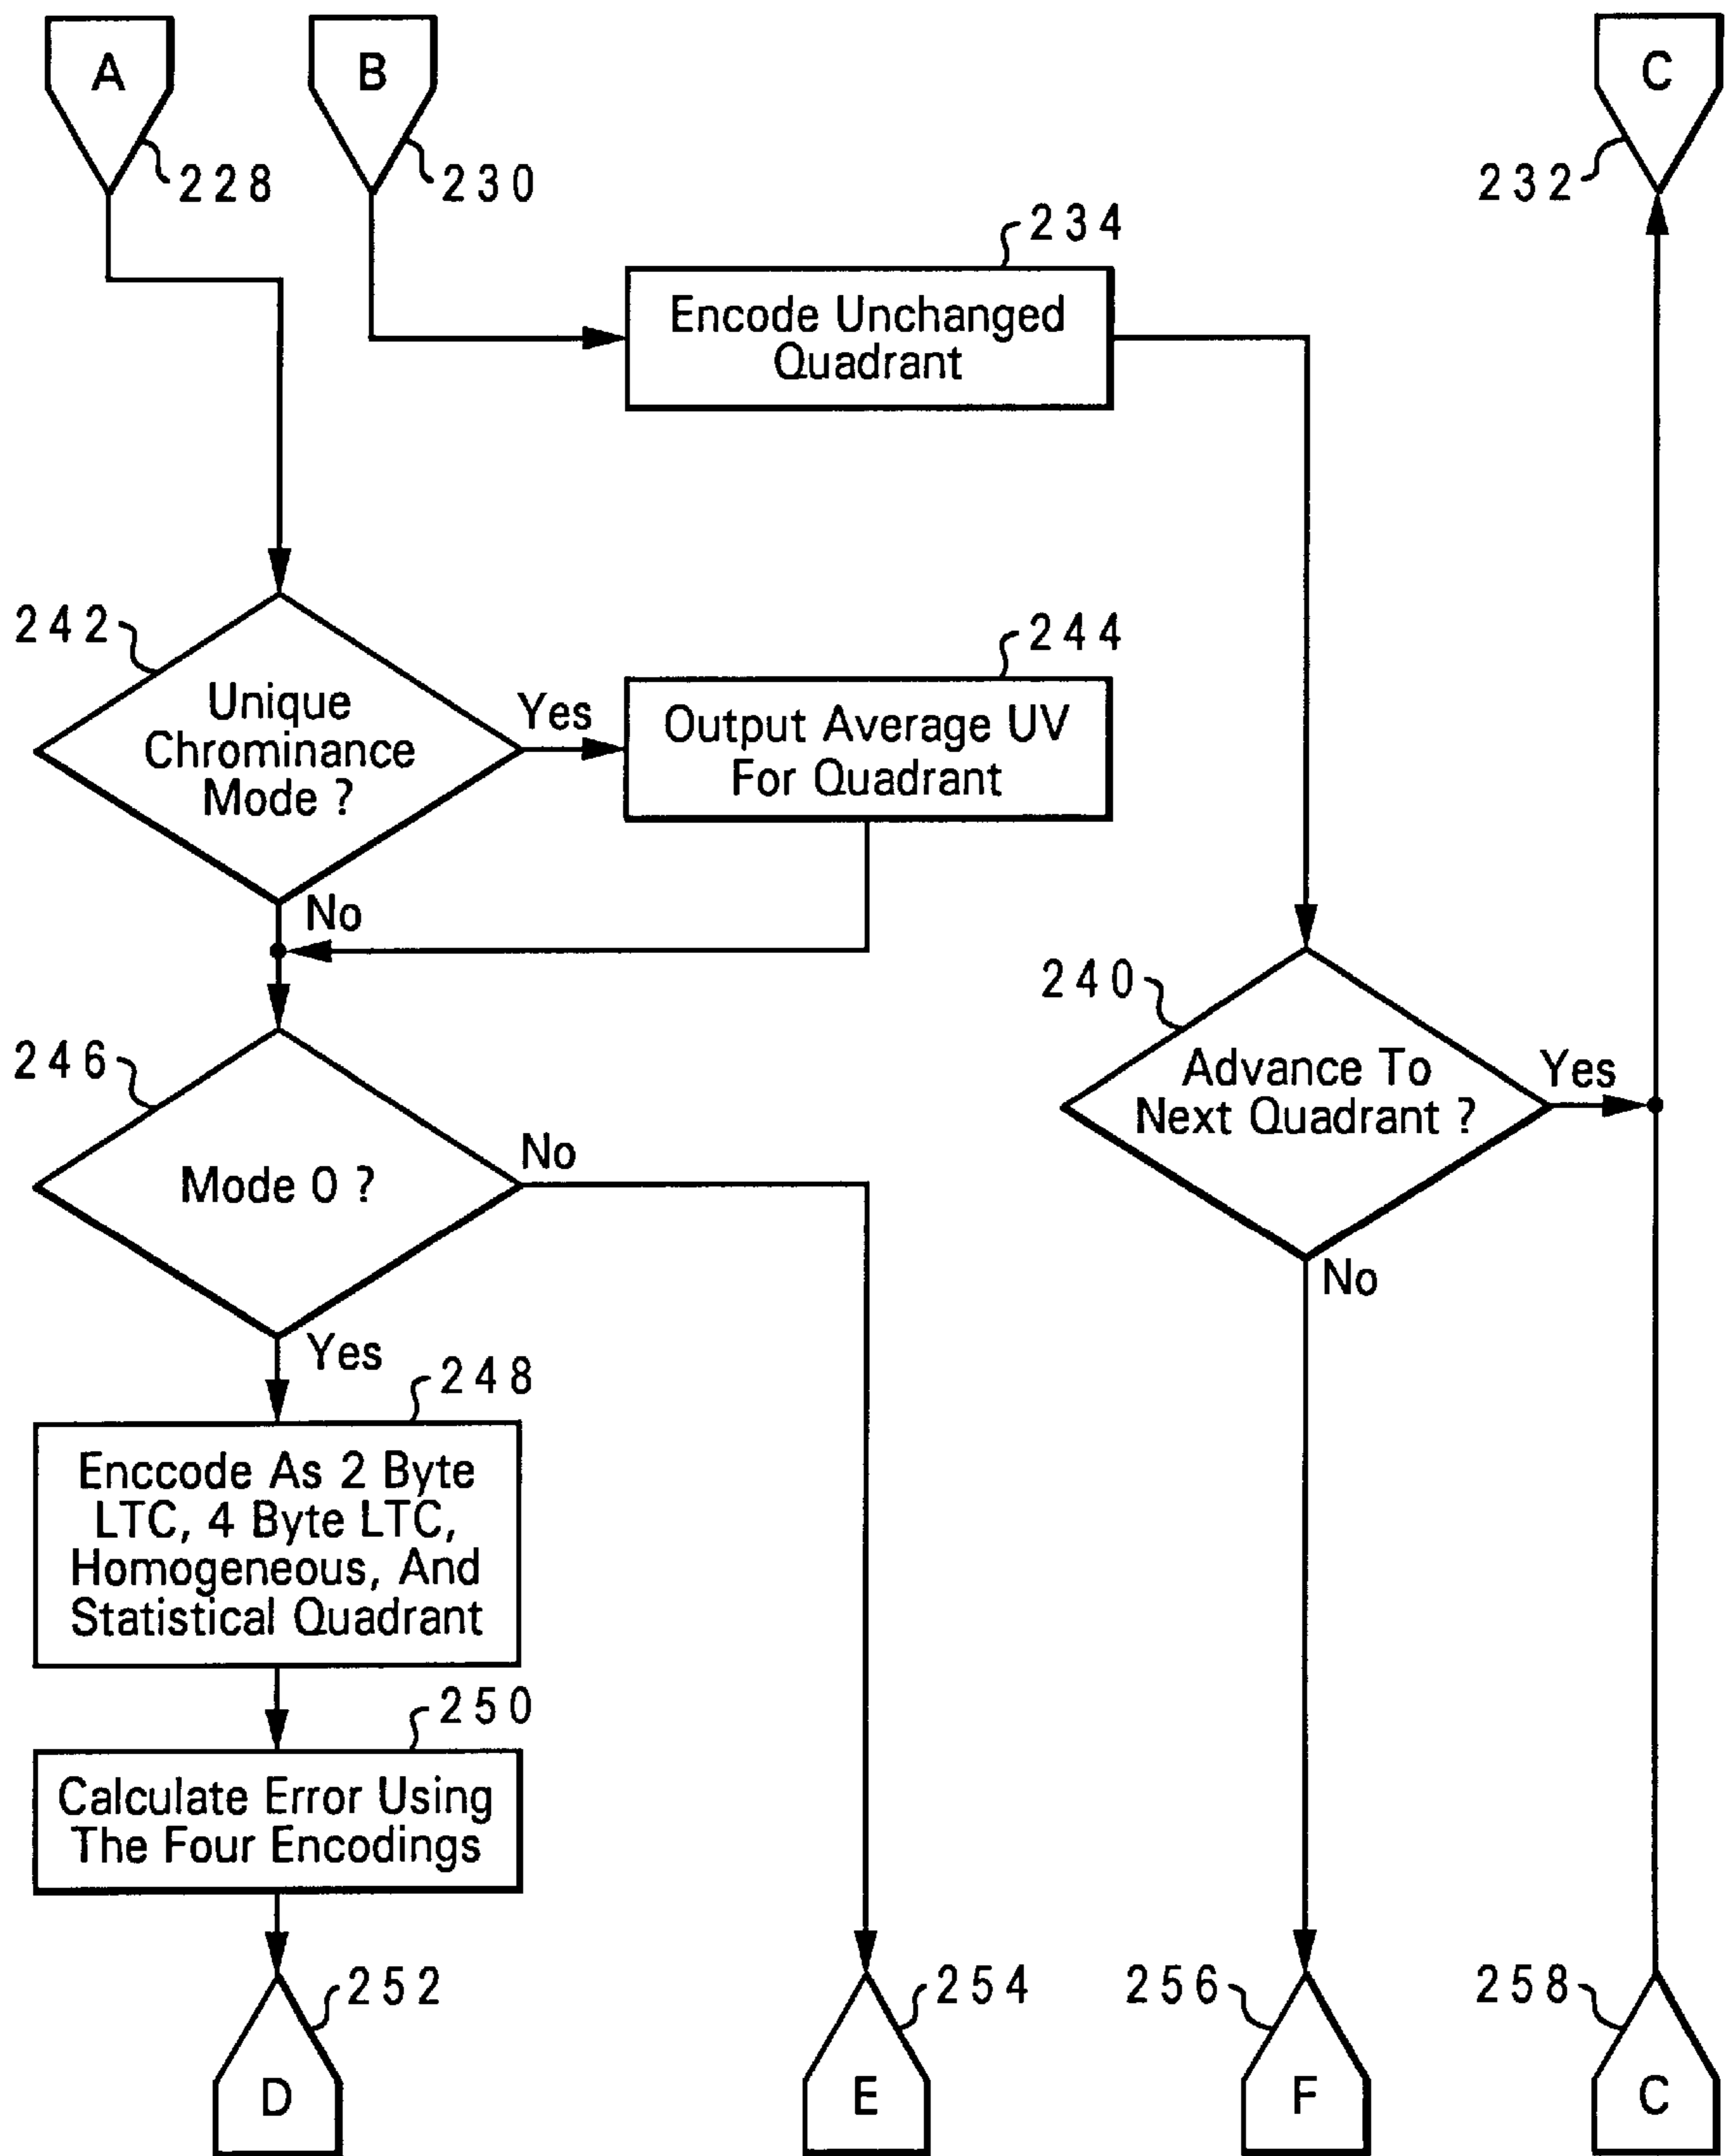 A
B
C
228
230
232
234
Encode Unchanged
Quadrant
242
Unique
Chrominance
Mode ?
Yes
244
Output Average UV
For Quadrant
No
240
Advance To
Next Quadrant ?
Yes
No
246
Mode 0 ?
No
Yes
248
Enccode As 2 Byte
LTC, 4 Byte LTC,
Homogeneous, And
Statistical Quadrant
250
Calculate Error Using
The Four Encodings
252
254
256
258
D
E
F
C